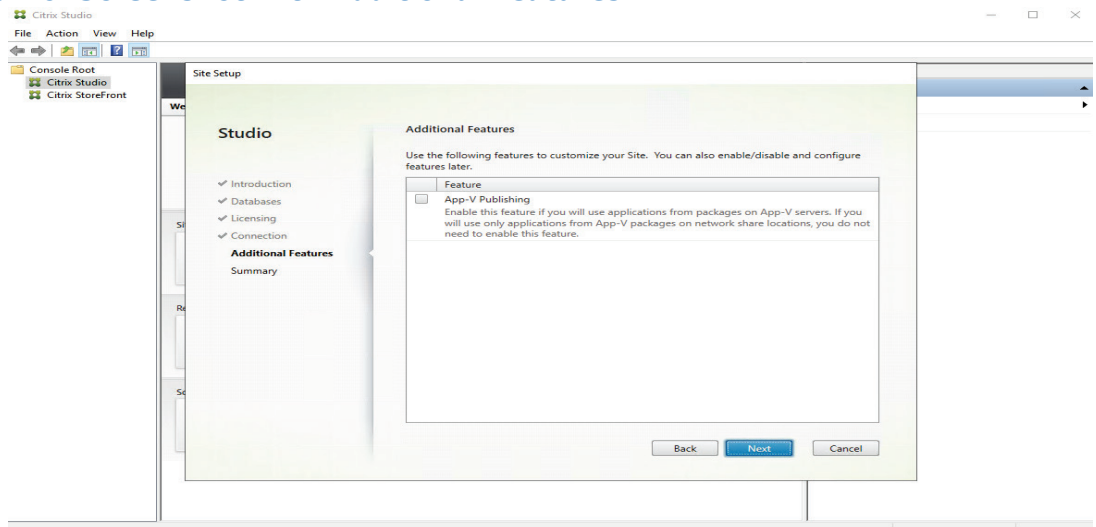 Citrix Studio
File Action View Help
Console Root
Citrix Studio
Citrix StoreFront
Site Setup
Studio
Introduction
Databases
Licensing
Connection
Additional Features
Summary
Additional Features
Use the following features to customize your Site. You can also enable/disable and configure
features later.
Feature
App-V Publishing
Enable this feature if you will use applications from packages on App-V servers. If you
will use only applications from App-V packages on network share locations, you do not
need to enable this feature.
Back Next Cancel